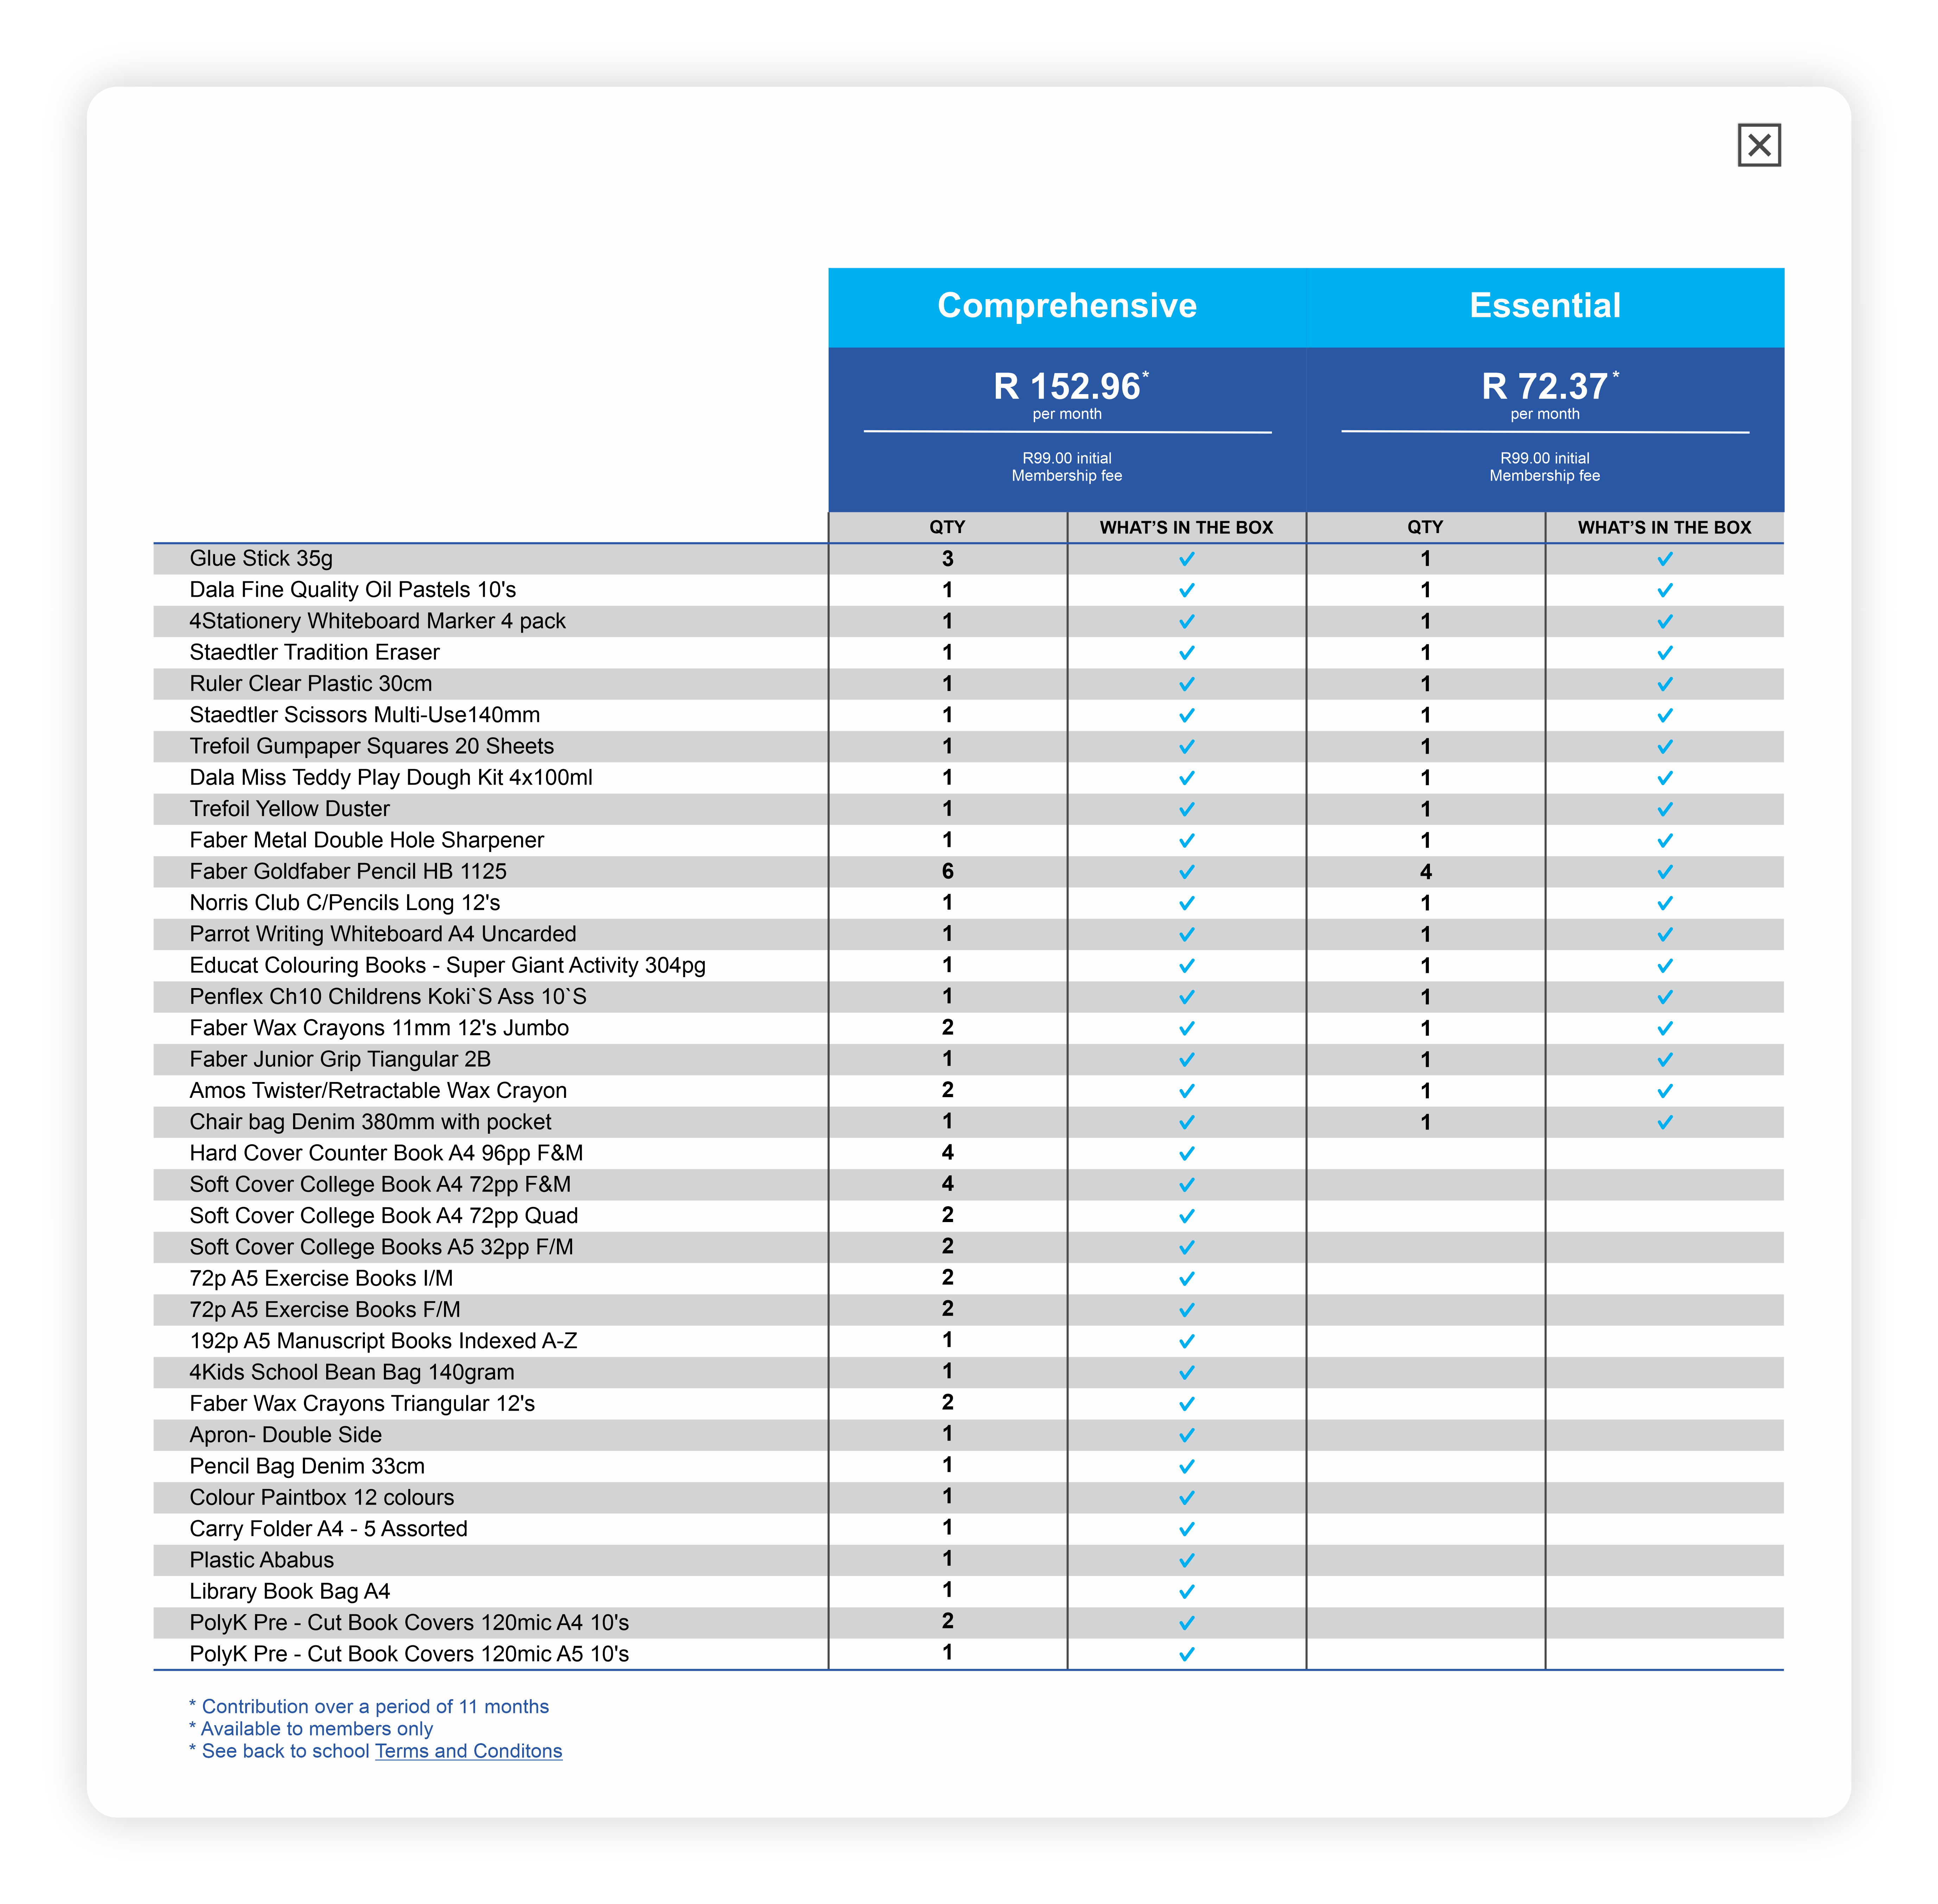 Comprehensive Essential
R 152.96* R 72.37*
per month per month
R99.00 initial R99.00 initial
Membership fee Membership fee
QTY WHAT’S IN THE BOX QTY WHAT’S IN THE BOX
Glue Stick 35g 3 ✓ 1 ✓
Dala Fine Quality Oil Pastels 10's 1 ✓ 1 ✓
4Stationery Whiteboard Marker 4 pack 1 ✓ 1 ✓
Staedtler Tradition Eraser 1 ✓ 1 ✓
Ruler Clear Plastic 30cm 1 ✓ 1 ✓
Staedtler Scissors Multi-Use140mm 1 ✓ 1 ✓
Trefoil Gumpaper Squares 20 Sheets 1 ✓ 1 ✓
Dala Miss Teddy Play Dough Kit 4x100ml 1 ✓ 1 ✓
Trefoil Yellow Duster 1 ✓ 1 ✓
Faber Metal Double Hole Sharpener 1 ✓ 1 ✓
Faber Goldfaber Pencil HB 1125 6 ✓ 4 ✓
Norris Club C/Pencils Long 12's 1 ✓ 1 ✓
Parrot Writing Whiteboard A4 Uncarded 1 ✓ 1 ✓
Educat Colouring Books - Super Giant Activity 304pg 1 ✓ 1 ✓
Penflex Ch10 Childrens Koki`S Ass 10`S 1 ✓ 1 ✓
Faber Wax Crayons 11mm 12's Jumbo 2 ✓ 1 ✓
Faber Junior Grip Tiangular 2B 1 ✓ 1 ✓
Amos Twister/Retractable Wax Crayon 2 ✓ 1 ✓
Chair bag Denim 380mm with pocket 1 ✓ 1 ✓
Hard Cover Counter Book A4 96pp F&M 4 ✓
Soft Cover College Book A4 72pp F&M 4 ✓
Soft Cover College Book A4 72pp Quad 2 ✓
Soft Cover College Books A5 32pp F/M 2 ✓
72p A5 Exercise Books I/M 2 ✓
72p A5 Exercise Books F/M 2 ✓
192p A5 Manuscript Books Indexed A-Z 1 ✓
4Kids School Bean Bag 140gram 1 ✓
Faber Wax Crayons Triangular 12's 2 ✓
Apron- Double Side 1 ✓
Pencil Bag Denim 33cm 1 ✓
Colour Paintbox 12 colours 1 ✓
Carry Folder A4 - 5 Assorted 1 ✓
Plastic Ababus 1 ✓
Library Book Bag A4 1 ✓
PolyK Pre - Cut Book Covers 120mic A4 10's 2 ✓
PolyK Pre - Cut Book Covers 120mic A5 10's 1 ✓
* Contribution over a period of 11 months
* Available to members only
* See back to school Terms and Conditons